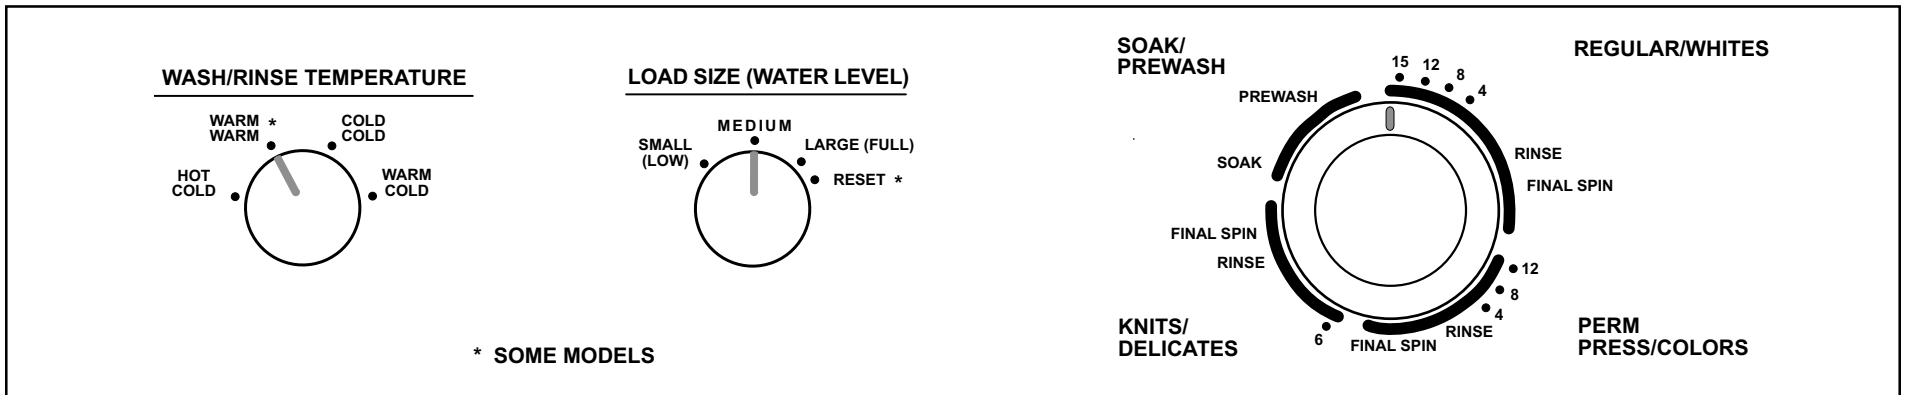 WASH/RINSE TEMPERATURE
WARM *
WARM
COLD
COLD
HOT
COLD
WARM
COLD
LOAD SIZE (WATER LEVEL)
MEDIUM
SMALL
(LOW)
LARGE (FULL)
RESET *
* SOME MODELS
SOAK/
PREWASH
REGULAR/WHITES
15 12 8 4
PREWASH
SOAK
RINSE
FINAL SPIN
FINAL SPIN
RINSE
12
8
4
RINSE
FINAL SPIN
6
KNITS/
DELICATES
PERM
PRESS/COLORS